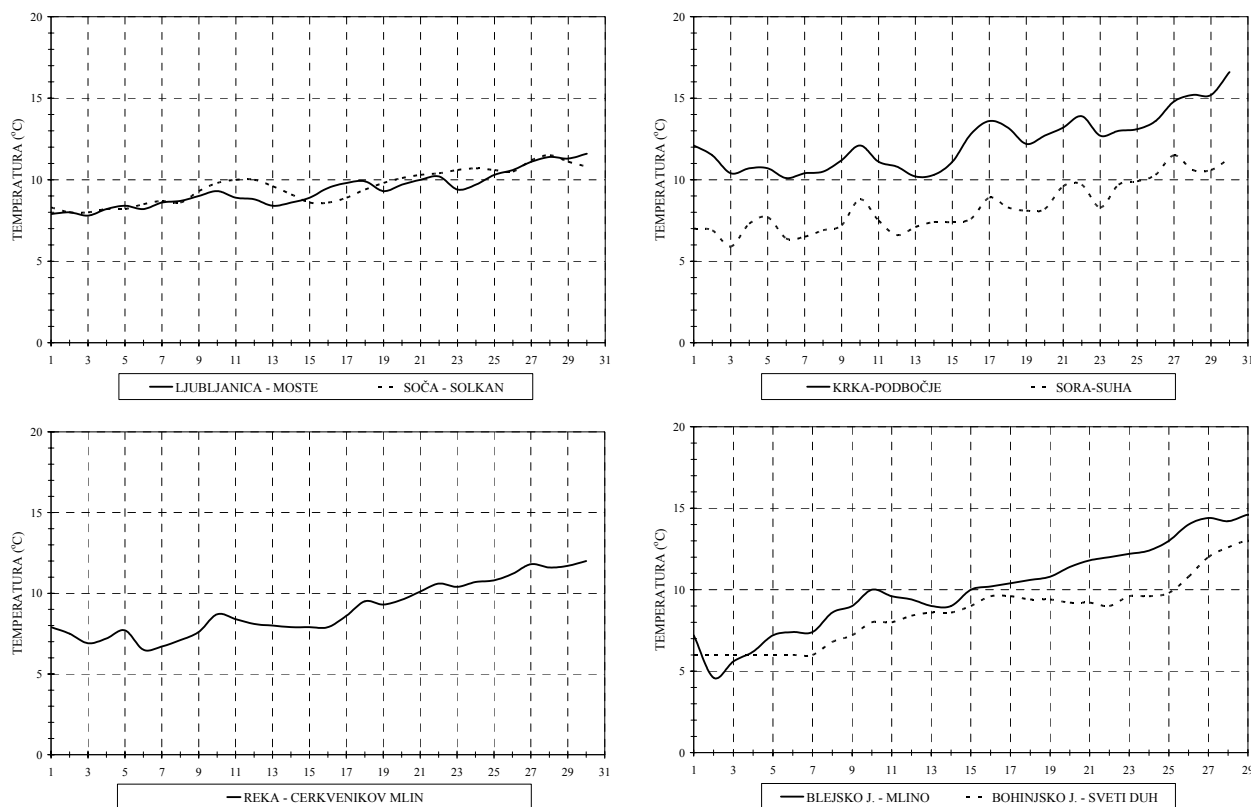 TEMPERATURA (°C)
20
15
10
5
0
1 3 5 7 9 11 13 15 17 19 21 23 25 27 29 31
LJUBLJANICA - MOSTE SOČA - SOLKAN
TEMPERATURA (°C)
20
15
10
5
0
1 3 5 7 9 11 13 15 17 19 21 23 25 27 29 31
KRKA-PODBOČJE SORA-SUHA
TEMPERATURA (°C)
20
15
10
5
0
1 3 5 7 9 11 13 15 17 19 21 23 25 27 29 31
REKA - CERKVENIKOV MLIN
TEMPERATURA (°C)
20
15
10
5
0
1 3 5 7 9 11 13 15 17 19 21 23 25 27 29
BLEJSKO J. - MLINO BOHINJSKO J. - SVETI DUH